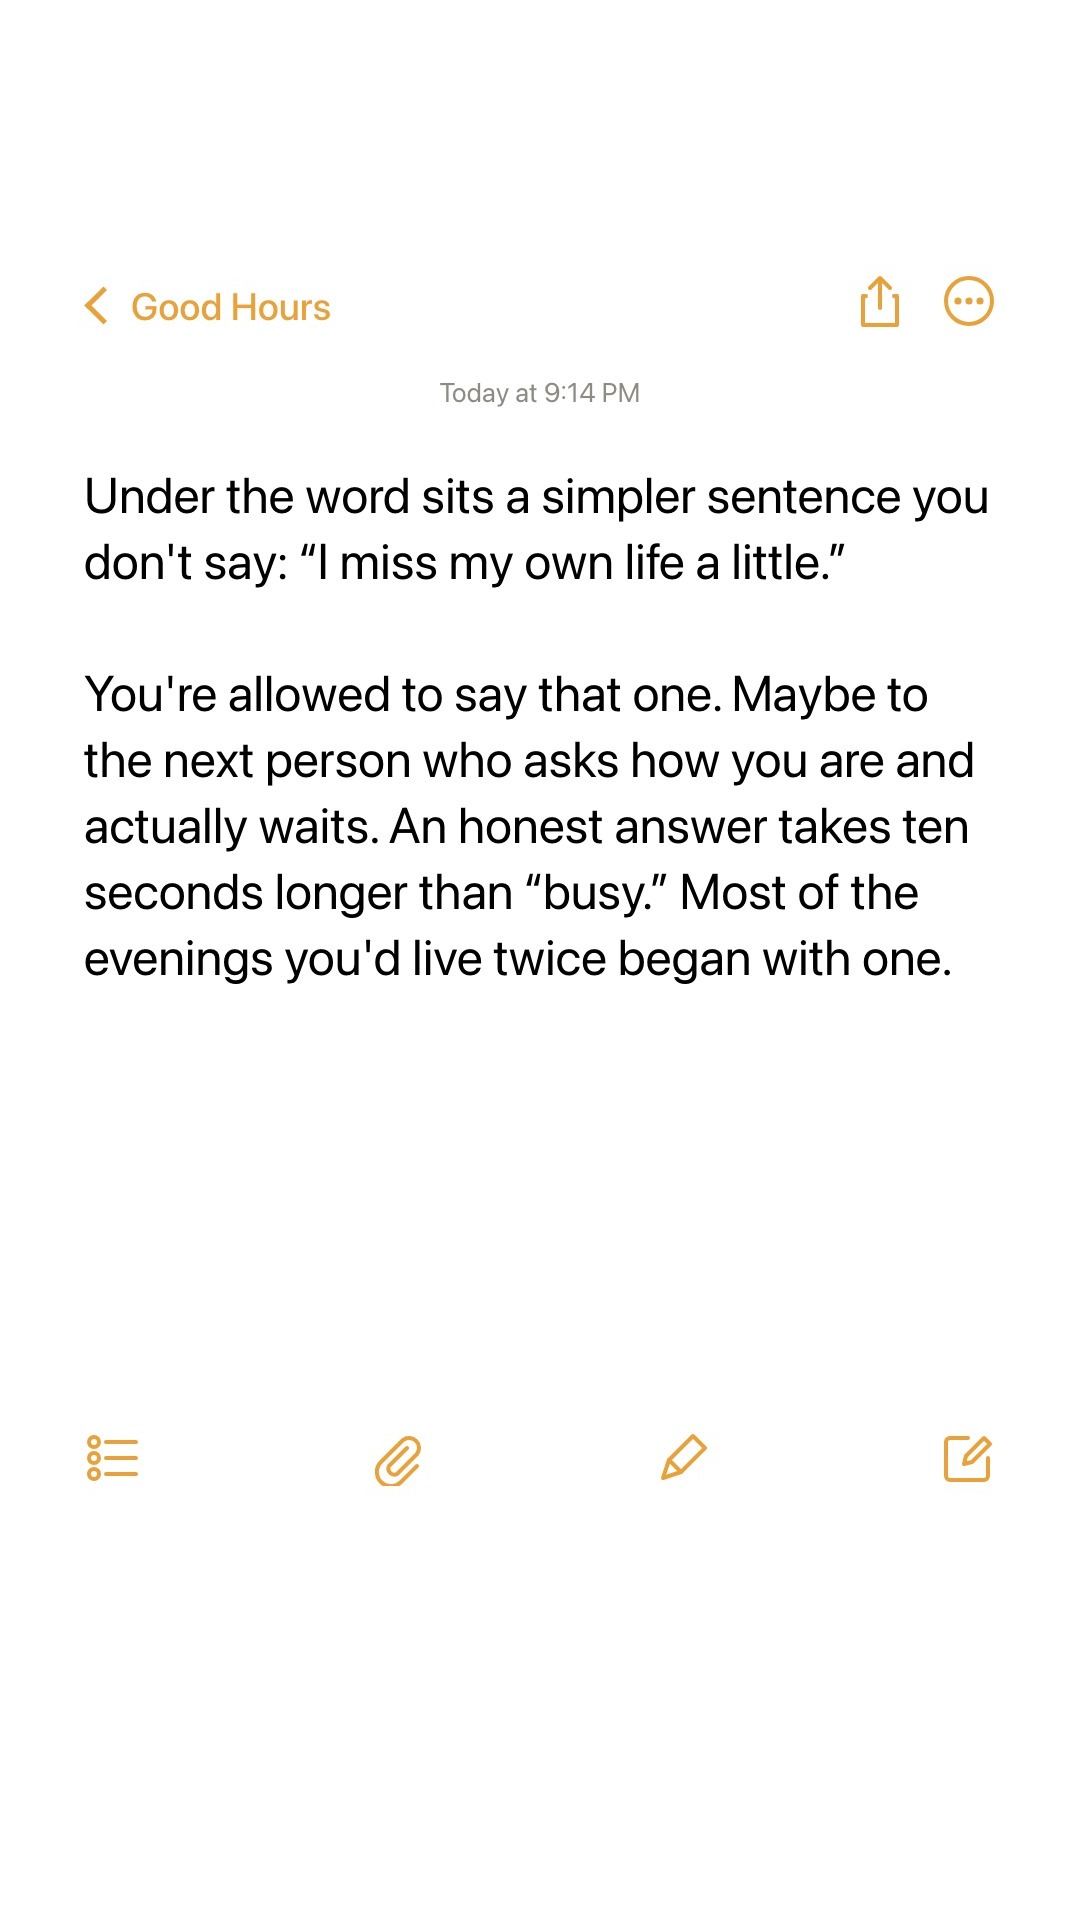 Good Hours
Today at 9:14 PM
Under the word sits a simpler sentence you
don't say: “I miss my own life a little.”
You're allowed to say that one. Maybe to
the next person who asks how you are and
actually waits. An honest answer takes ten
seconds longer than “busy.” Most of the
evenings you'd live twice began with one.